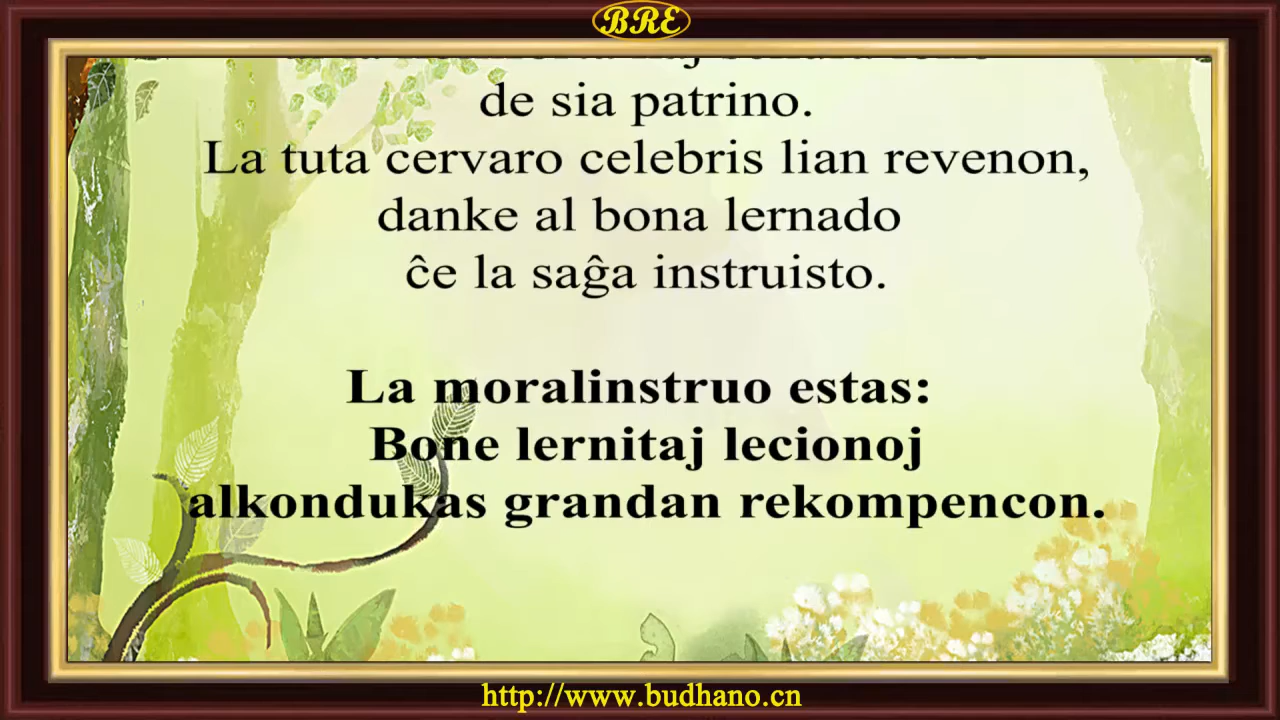 BRE
de sia patrino.
La tuta cervaro celebris lian revenon,
danke al bona lernado
ĉe la saĝa instruisto.
La moralinstruo estas:
Bone lernitaj lecionoj
alkondukas grandan rekompencon.
http://www.budhano.cn